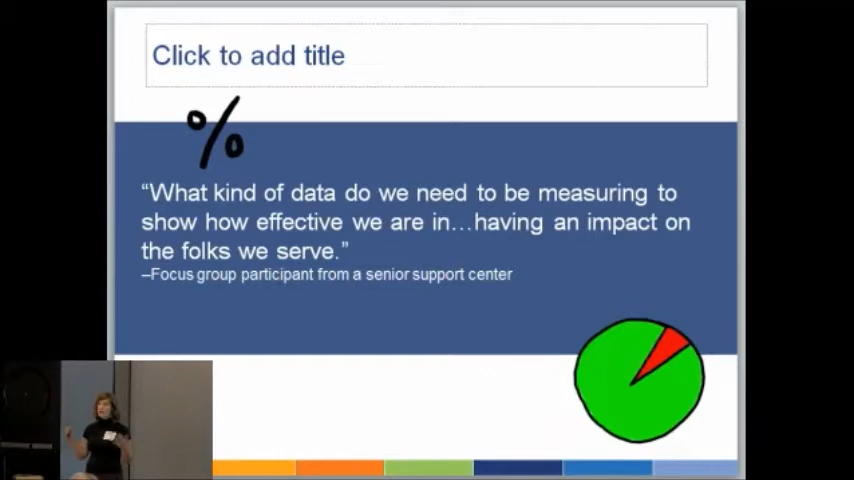 Click to add title
%
“What kind of data do we need to be measuring to
show how effective we are in…having an impact on
the folks we serve.”
–Focus group participant from a senior support center